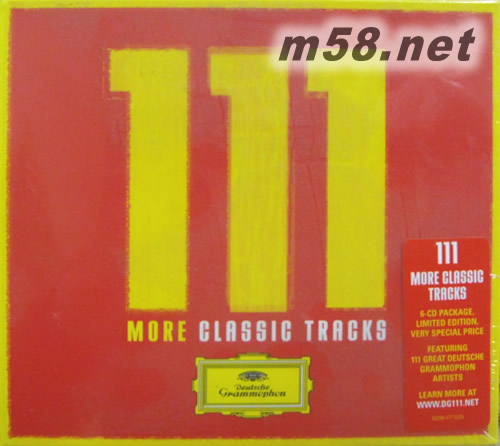 m58.net
111
MORE CLASSIC TRACKS
Deutsche
Grammophon
111
MORE CLASSIC
TRACKS
6-CD PACKAGE,
LIMITED EDITION,
VERY SPECIAL PRICE
FEATURING
111 GREAT DEUTSCHE
GRAMMOPHON
ARTISTS
LEARN MORE AT
WWW.DG111.NET